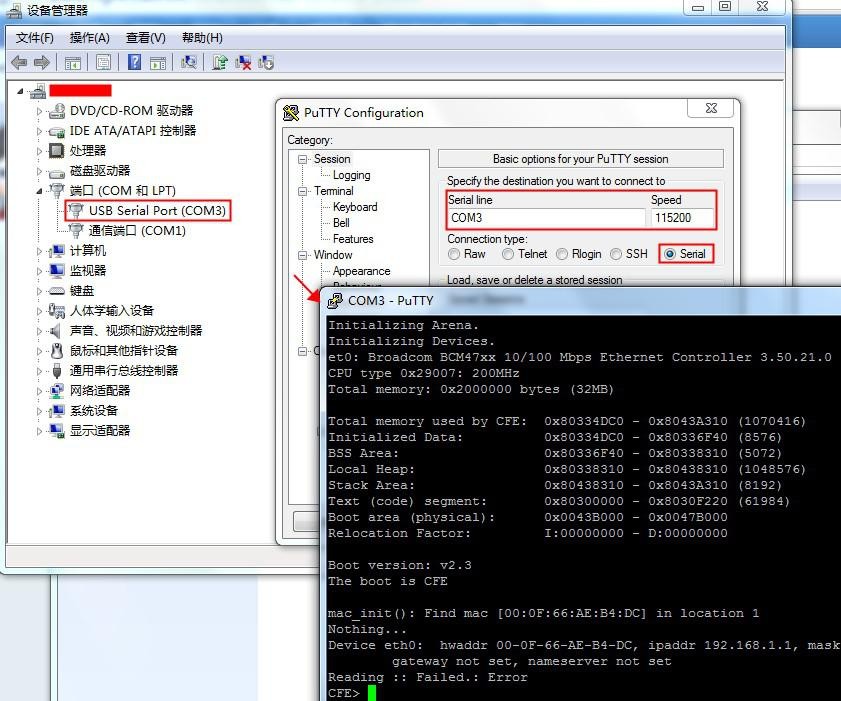 设备管理器
文件(F) 操作(A) 查看(V) 帮助(H)
DVD/CD-ROM 驱动器
IDE ATA/ATAPI 控制器
处理器
磁盘驱动器
端口 (COM 和 LPT)
USB Serial Port (COM3)
通信端口 (COM1)
计算机
监视器
键盘
人体学输入设备
声音、视频和游戏控制器
鼠标和其他指针设备
通用串行总线控制器
网络适配器
系统设备
显示适配器
PuTTY Configuration
Category:
Session
Logging
Terminal
Keyboard
Bell
Features
Window
Appearance
Basic options for your PuTTY session
Specify the destination you want to connect to
Serial line Speed
COM3 115200
Connection type:
Raw Telnet Rlogin SSH Serial
Load, save or delete a stored session
COM3 - PuTTY
Initializing Arena.
Initializing Devices.
et0: Broadcom BCM47xx 10/100 Mbps Ethernet Controller 3.50.21.0
CPU type 0x29007: 200MHz
Total memory: 0x2000000 bytes (32MB)
Total memory used by CFE: 0x80334DC0 - 0x8043A310 (1070416)
Initialized Data: 0x80334DC0 - 0x80336F40 (8576)
BSS Area: 0x80336F40 - 0x80338310 (5072)
Local Heap: 0x80338310 - 0x80438310 (1048576)
Stack Area: 0x80438310 - 0x8043A310 (8192)
Text (code) segment: 0x80300000 - 0x8030F220 (61984)
Boot area (physical): 0x0043B000 - 0x0047B000
Relocation Factor: I:00000000 - D:00000000
Boot version: v2.3
The boot is CFE
mac_init(): Find mac [00:0F:66:AE:B4:DC] in location 1
Nothing...
Device eth0: hwaddr 00-0F-66-AE-B4-DC, ipaddr 192.168.1.1, mask
gateway not set, nameserver not set
Reading :: Failed.: Error
CFE>